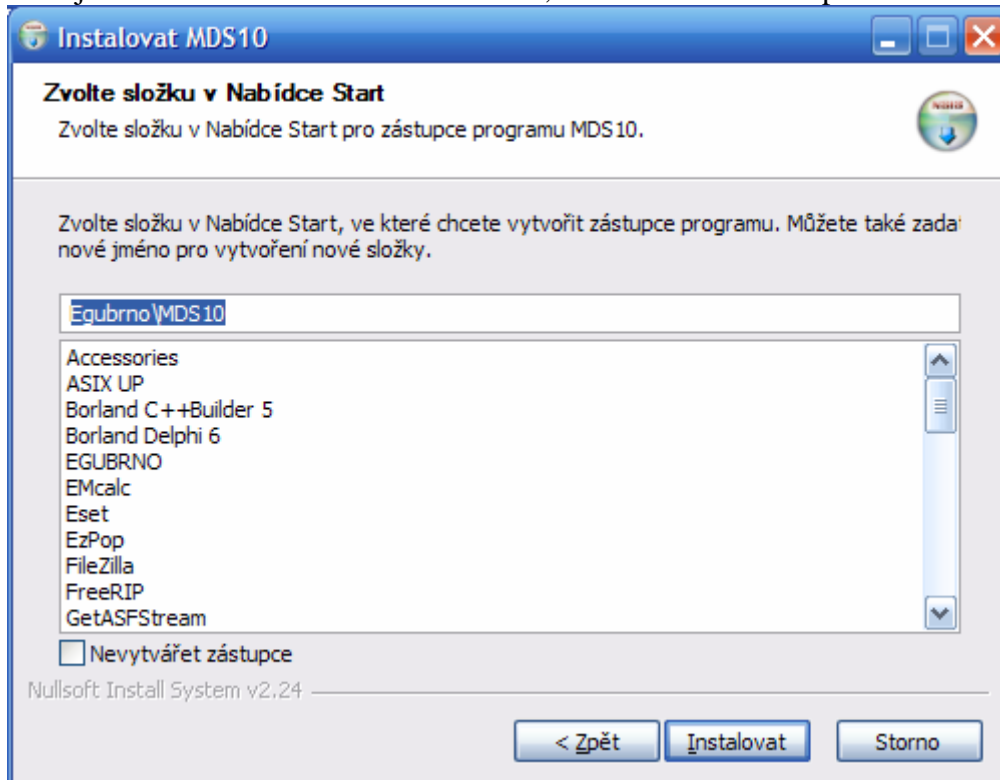 Instalovat MDS10
Zvolte složku v Nabídce Start
Zvolte složku v Nabídce Start pro zástupce programu MDS10.
Zvolte složku v Nabídce Start, ve které chcete vytvořit zástupce programu. Můžete také zadat
nové jméno pro vytvoření nové složky.
Egubrno\MDS10
Accessories
ASIX UP
Borland C++Builder 5
Borland Delphi 6
EGUBRNO
EMcalc
Eset
EzPop
FileZilla
FreeRIP
GetASFStream
Nevytvářet zástupce
Nullsoft Install System v2.24
< Zpět
Instalovat
Storno